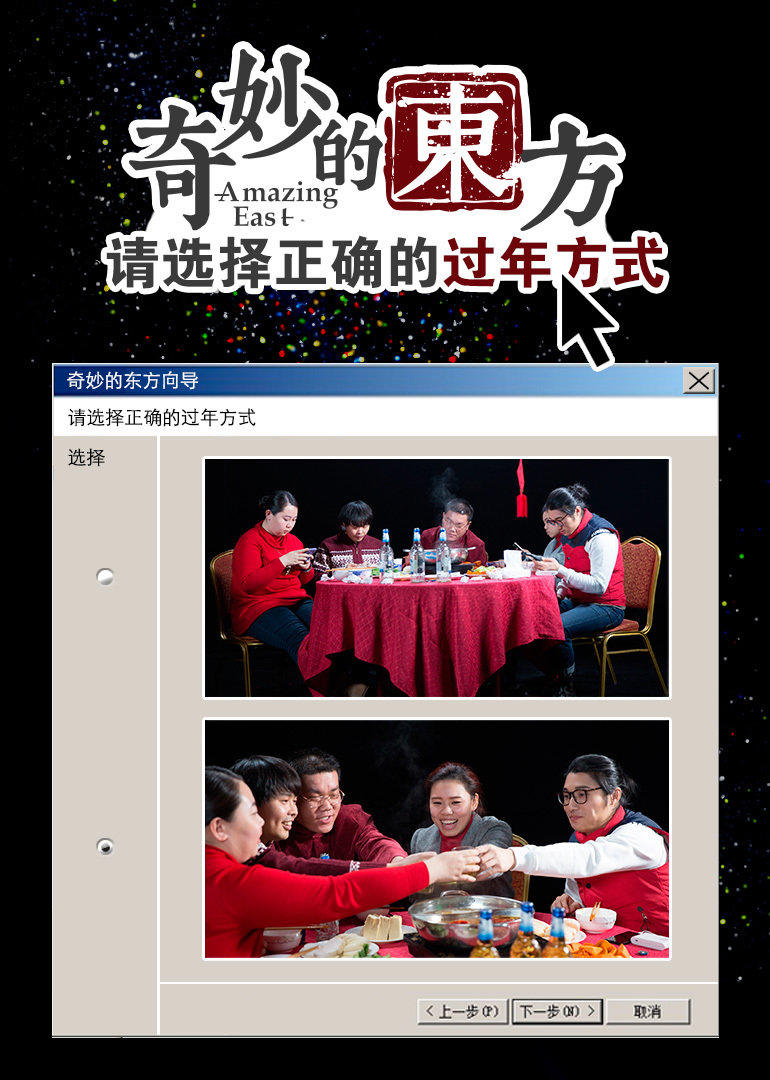 奇妙的東方
Amazing
East
请选择正确的过年方式
奇妙的东方向导
请选择正确的过年方式
选择
<上一步(P)
下一步(N)>
取消